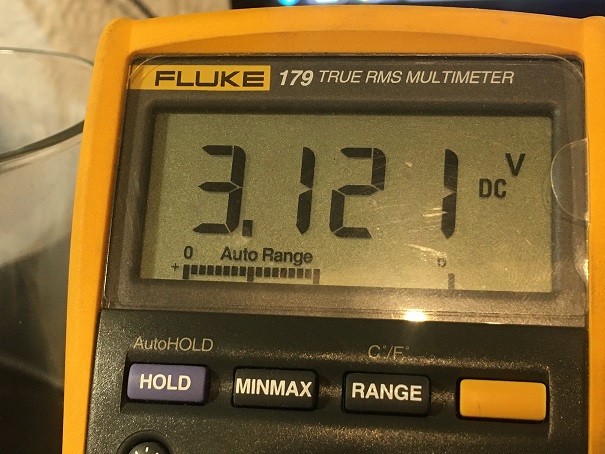 FLUKE 179 TRUE RMS MULTIMETER
3.121 V DC
0 Auto Range
+
AutoHOLD C°/F°
HOLD MINMAX RANGE